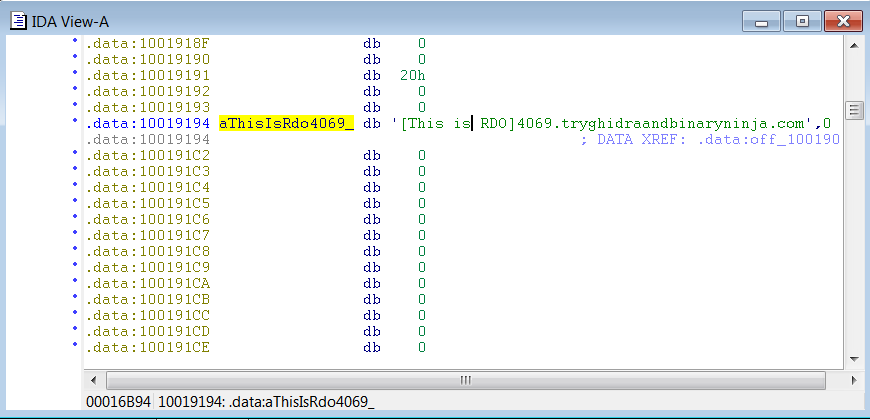 IDA View-A
.data:1001918F db 0
.data:10019190 db 0
.data:10019191 db 20h
.data:10019192 db 0
.data:10019193 db 0
.data:10019194 aThisIsRdo4069_ db '[This is RDO]4069.tryghidraandbinaryninja.com',0
.data:10019194 ; DATA XREF: .data:off_100190
.data:100191C2 db 0
.data:100191C3 db 0
.data:100191C4 db 0
.data:100191C5 db 0
.data:100191C6 db 0
.data:100191C7 db 0
.data:100191C8 db 0
.data:100191C9 db 0
.data:100191CA db 0
.data:100191CB db 0
.data:100191CC db 0
.data:100191CD db 0
.data:100191CE db 0
00016B94 10019194: .data:aThisIsRdo4069_